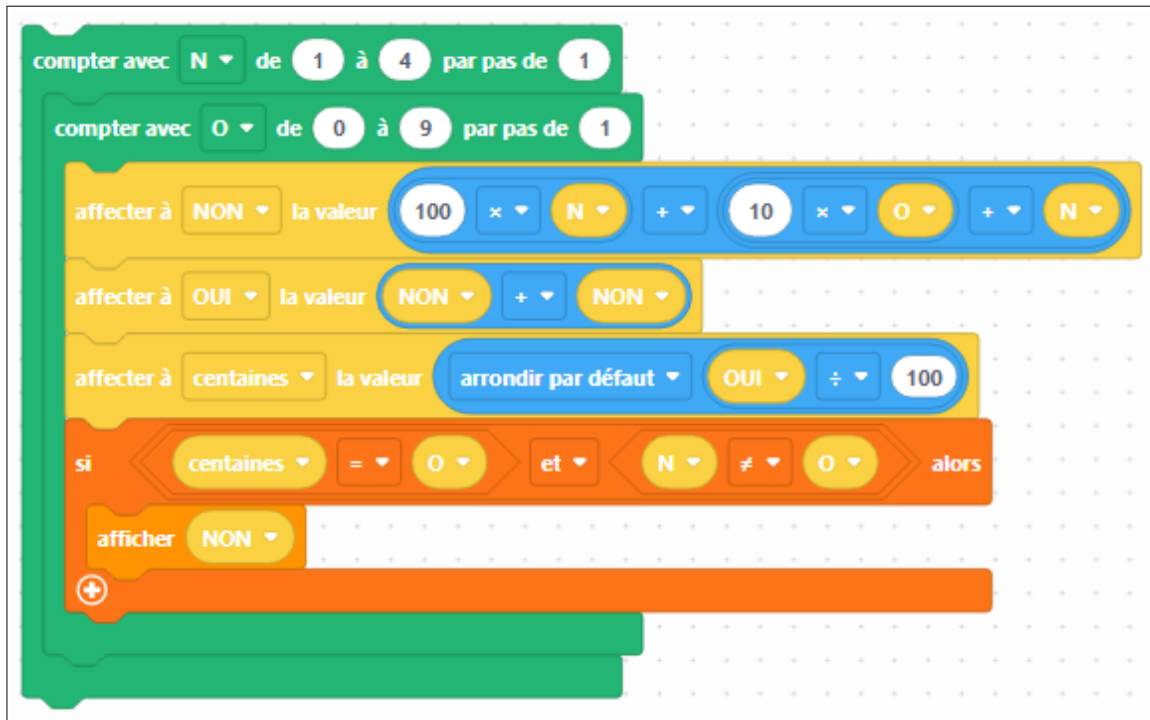 compter avec N de 1 à 4 par pas de 1
compter avec O de 0 à 9 par pas de 1
affecter à NON la valeur 100 × N + 10 × O + N
affecter à OUI la valeur NON + NON
affecter à centaines la valeur arrondir par défaut OUI ÷ 100
si centaines = O et N ≠ O alors
afficher NON